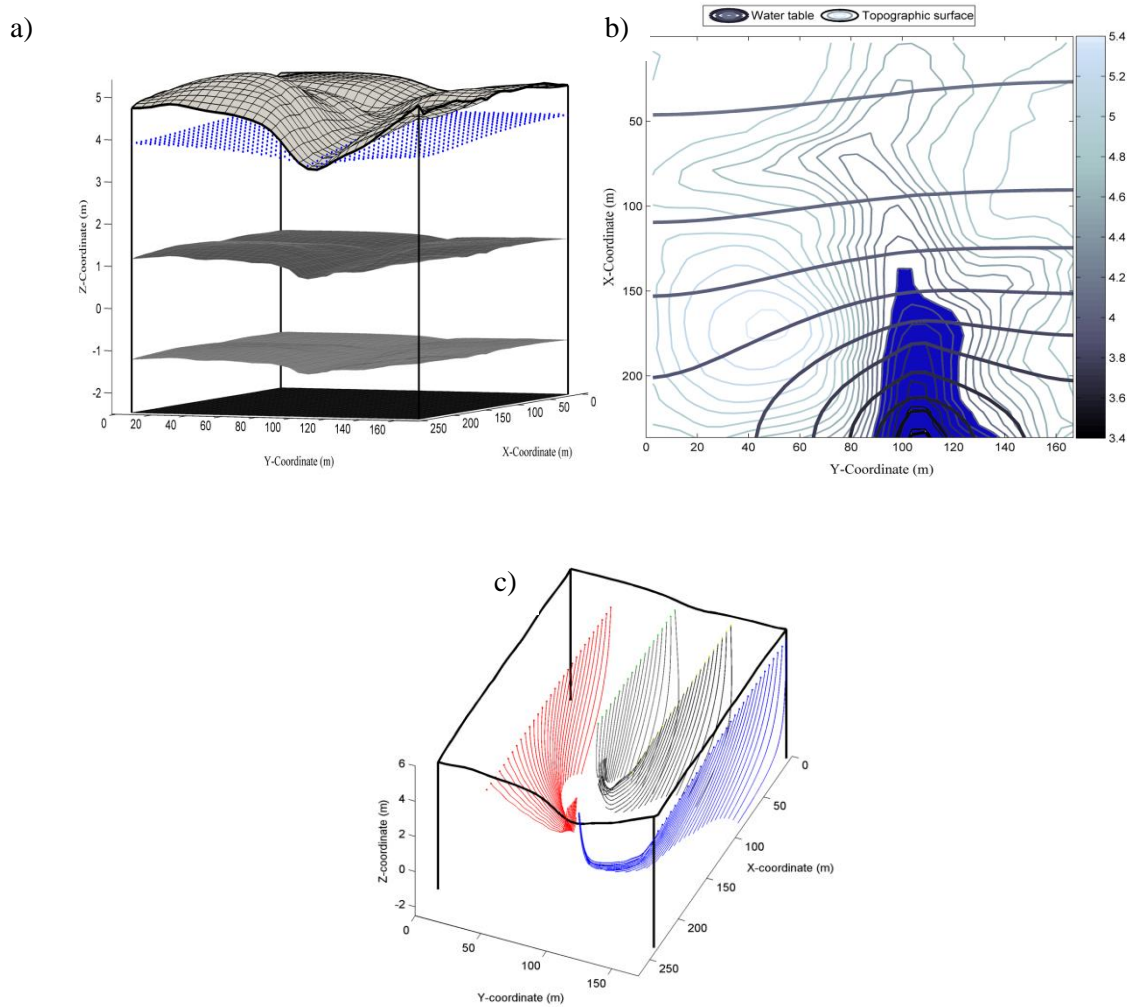 a)
5
4
3
2
1
0
-1
-2
Z-Coordinate (m)
0 20 40 60 80 100 120 140 160 250 200 150 100 50 0
Y-Coordinate (m)
X-Coordinate (m)
b)
Water table Topographic surface
50
100
150
200
X-Coordinate (m)
0 20 40 60 80 100 120 140 160
Y-Coordinate (m)
5.4
5.2
5
4.8
4.6
4.4
4.2
4
3.8
3.6
3.4
c)
6
4
2
0
-2
Z-coordinate (m)
0
50
100
150
Y-coordinate (m)
0
50
100
150
200
250
X-coordinate (m)